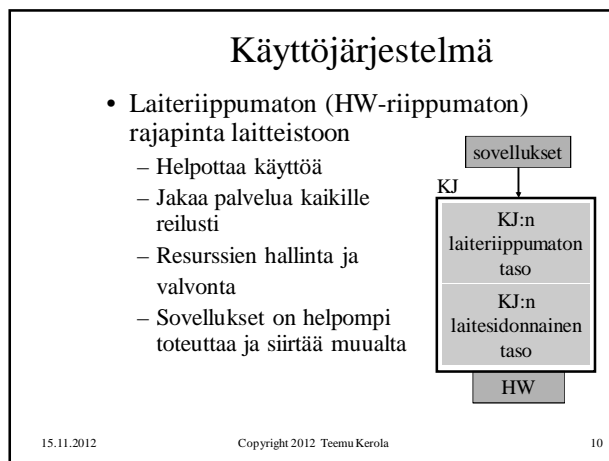 Käyttöjärjestelmä
• Laiteriippumaton (HW-riippumaton)
rajapinta laitteistoon
– Helpottaa käyttöä
– Jakaa palvelua kaikille
reilusti
– Resurssien hallinta ja
valvonta
– Sovellukset on helpompi
toteuttaa ja siirtää muualta
sovellukset
KJ
KJ:n
laiteriippumaton
taso
KJ:n
laitesidonnainen
taso
HW
15.11.2012 Copyright 2012 Teemu Kerola 10